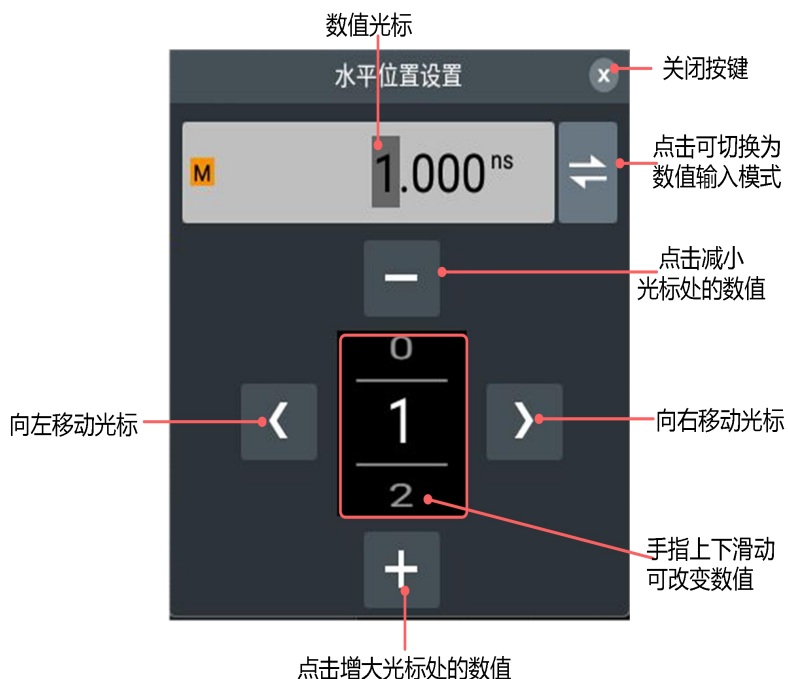 数值光标
水平位置设置
x
关闭按键
M
1.000 ns
点击可切换为
数值输入模式
点击减小
光标处的数值
0
向左移动光标
1
向右移动光标
2
手指上下滑动
可改变数值
点击增大光标处的数值